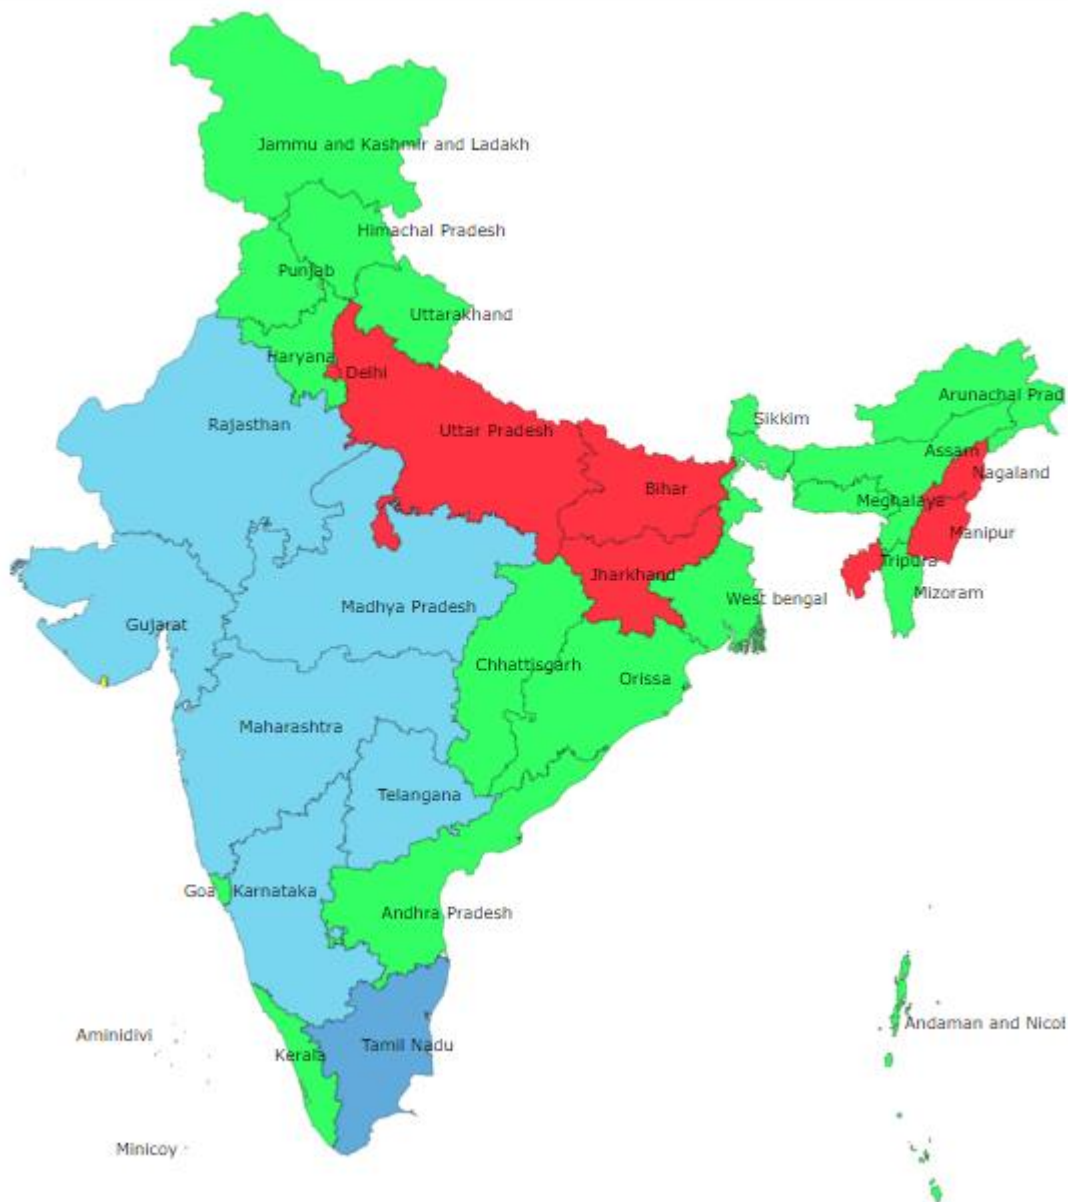 Jammu and Kashmir and Ladakh
Himachal Pradesh
Punjab
Uttarakhand
Haryana
Delhi
Arunachal Prad
Sikkim
Rajasthan
Uttar Pradesh
Assam
Nagaland
Bihar
Meghalaya
Manipur
Tripura
Jharkhand
Mizoram
West bengal
Madhya Pradesh
Gujarat
Chhattisgarh
Orissa
Maharashtra
Telangana
Goa
Karnataka
Andhra Pradesh
Andaman and Nicob
Aminidivi
Tamil Nadu
Kerala
Minicoy